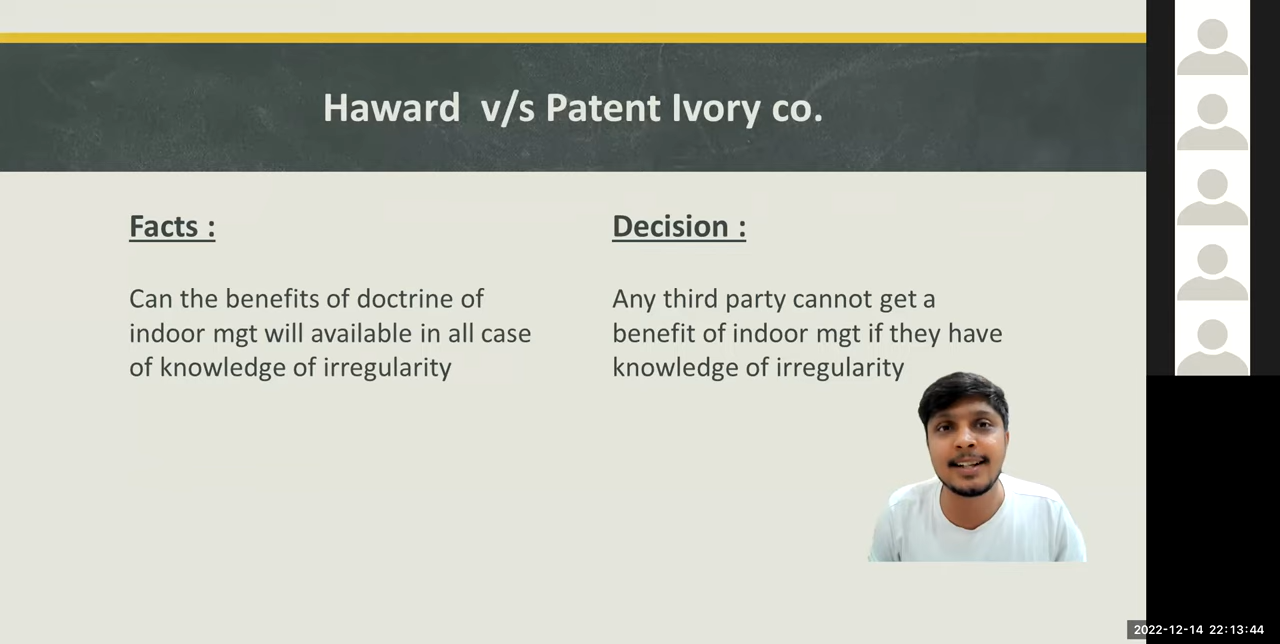 Haward v/s Patent Ivory co.
Facts :
Can the benefits of doctrine of
indoor mgt will available in all case
of knowledge of irregularity
Decision :
Any third party cannot get a
benefit of indoor mgt if they have
knowledge of irregularity
2022-12-14 22:13:44